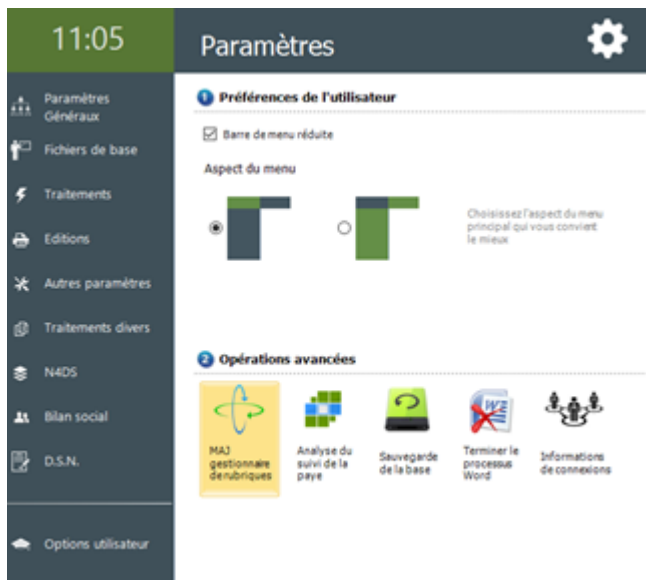 11:05
Paramètres
Paramètres
Généraux
Fichiers de base
Traitements
Editions
Autres paramètres
Traitements divers
N4DS
Bilan social
D.S.N.
Options utilisateur
1 Préférences de l'utilisateur
Barre de menu réduite
Aspect du menu
Choisissez l'aspect du menu
principal qui vous convient
le mieux
2 Opérations avancées
MAJ
gestionnaire
de rubriques
Analyse du
suivi de la
paye
Sauvegarde
de la base
Terminer le
processus
Word
Informations
de connexions